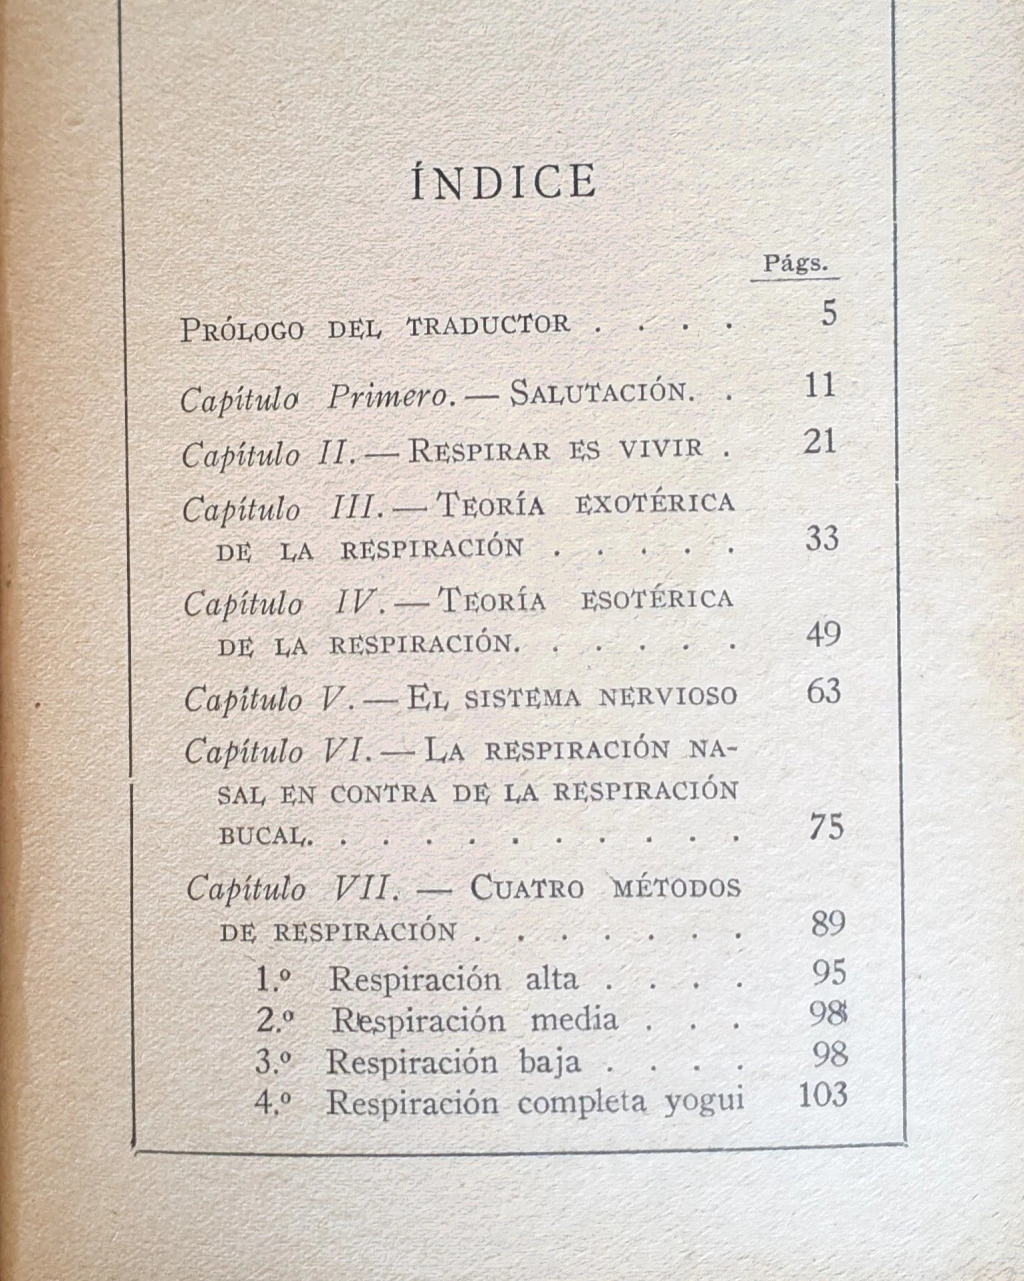 ÍNDICE
Págs.
PRÓLOGO DEL TRADUCTOR . . . . 5
Capítulo Primero. — SALUTACIÓN. . 11
Capítulo II. — RESPIRAR ES VIVIR . 21
Capítulo III. — TEORÍA EXOTÉRICA
DE LA RESPIRACIÓN . . . . . 33
Capítulo IV. — TEORÍA ESOTÉRICA
DE LA RESPIRACIÓN. . . . . . 49
Capítulo V. — EL SISTEMA NERVIOSO 63
Capítulo VI. — LA RESPIRACIÓN NA-
SAL EN CONTRA DE LA RESPIRACIÓN
BUCAL. . . . . . . . . . . 75
Capítulo VII. — CUATRO MÉTODOS
DE RESPIRACIÓN . . . . . . . 89
1.º Respiración alta . . . . 95
2.º Respiración media . . . 98
3.º Respiración baja . . . . 98
4.º Respiración completa yogui 103